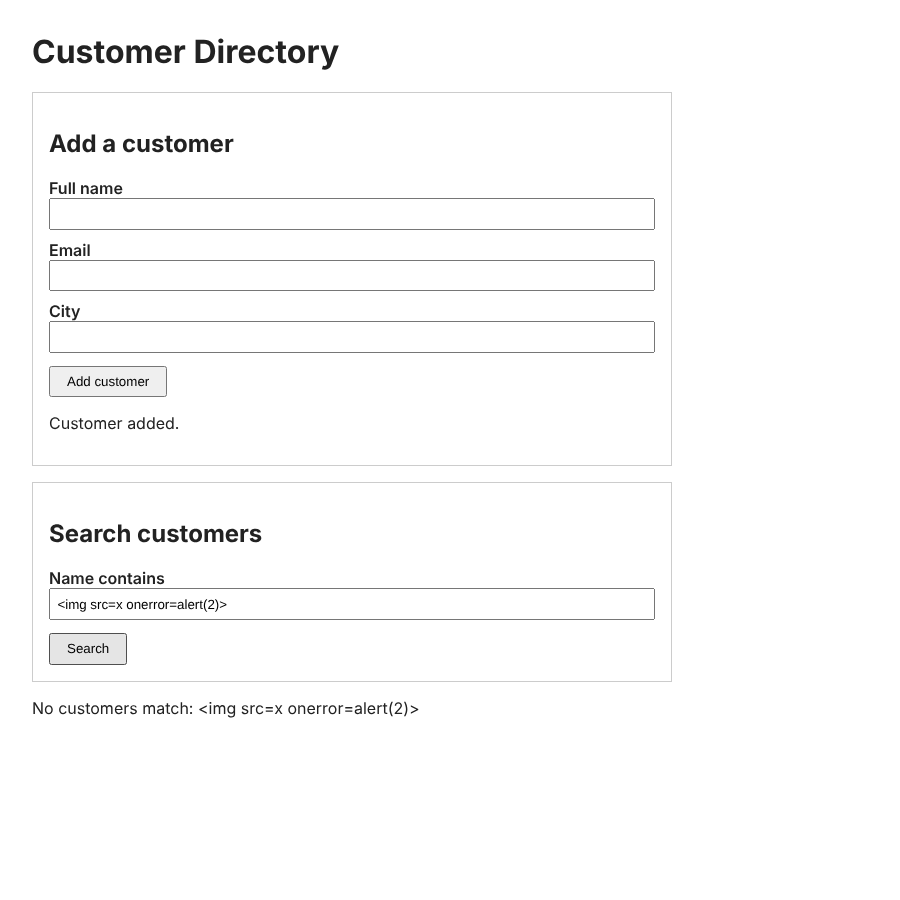 Customer Directory
Add a customer
Full name
Email
City
Add customer
Customer added.
Search customers
Name contains
<img src=x onerror=alert(2)>
Search
No customers match: <img src=x onerror=alert(2)>